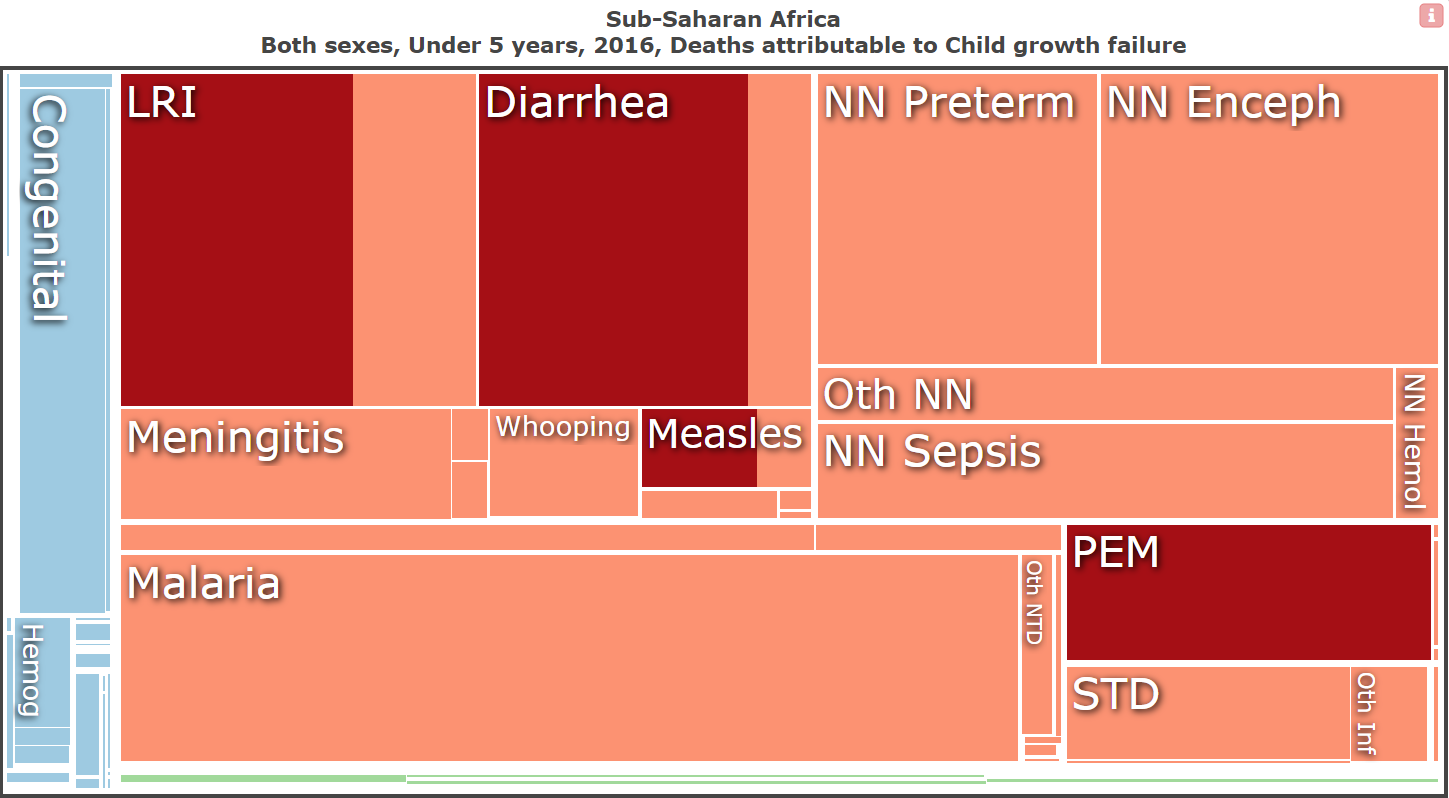 Sub-Saharan Africa
Both sexes, Under 5 years, 2016, Deaths attributable to Child growth failure
i
Congenital
LRI
Diarrhea
NN Preterm
NN Enceph
Oth NN
NN Hemol
NN Sepsis
Meningitis
Whooping
Measles
Malaria
Oth NTD
PEM
STD
Oth Inf
Hemog